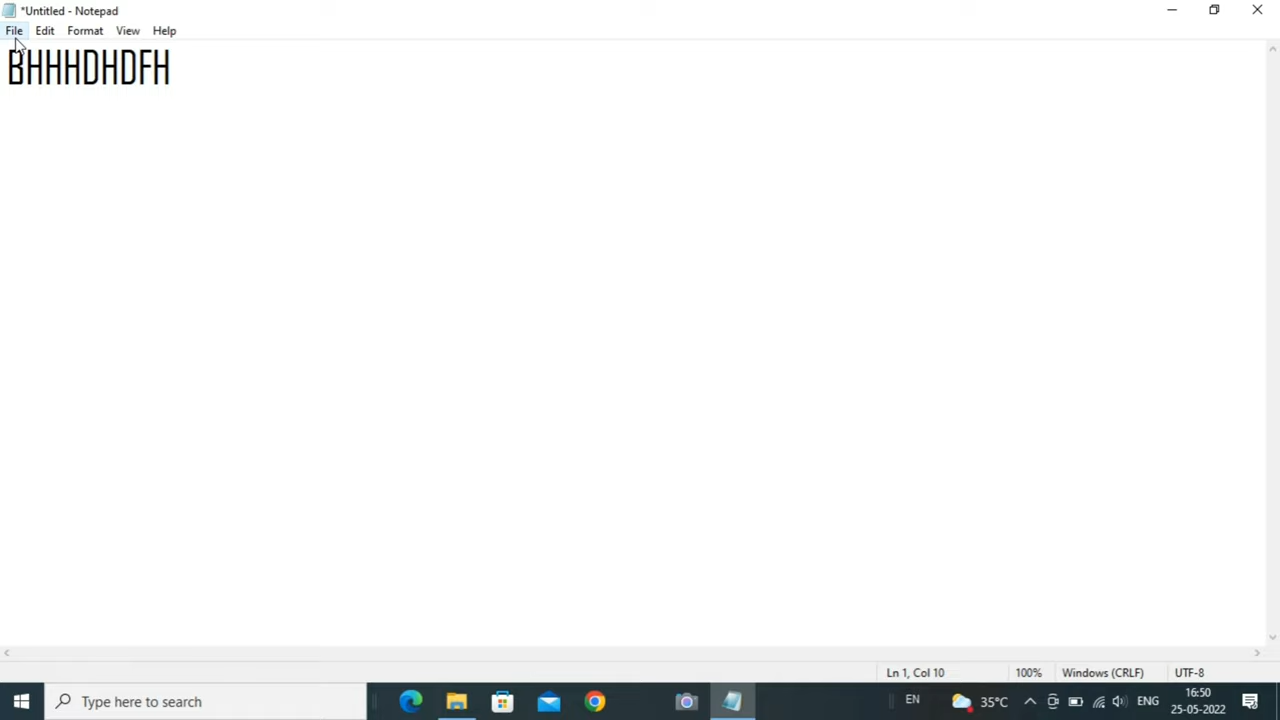 *Untitled - Notepad
File Edit Format View Help
BHHHDHDFH
Ln 1, Col 10 100% Windows (CRLF) UTF-8
Type here to search EN 35°C ENG 16:50
25-05-2022